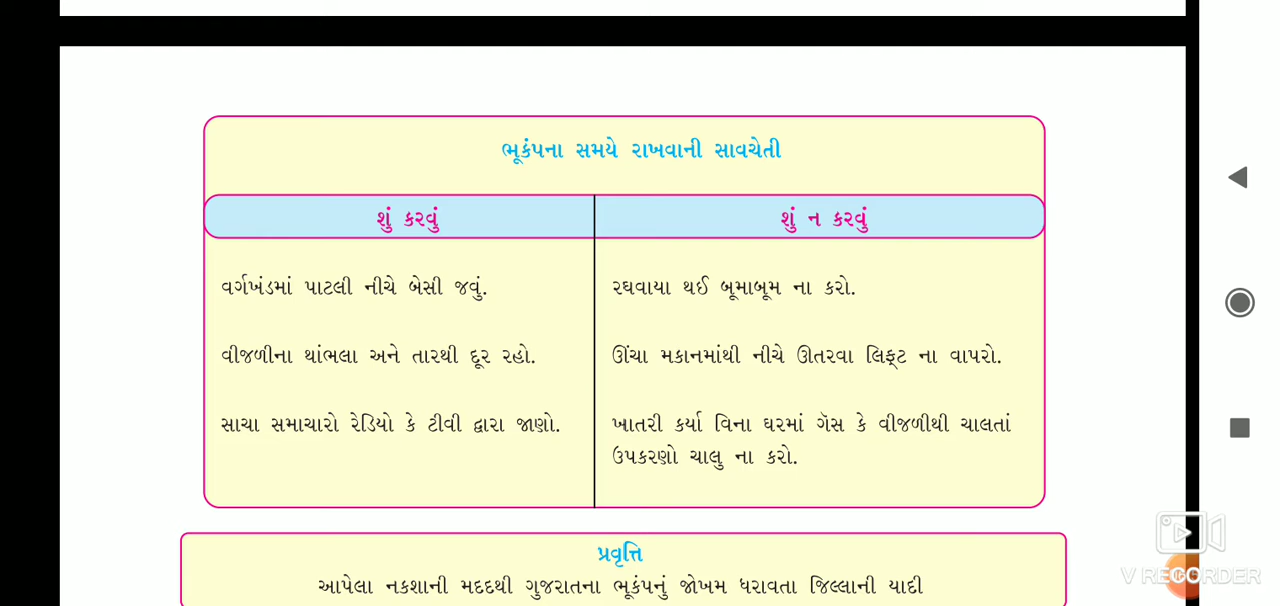 ભૂકંપના સમયે રાખવાની સાવચેતી
શું કરવું
શું ન કરવું
વર્ગખંડમાં પાટલી નીચે બેસી જવું.
રઘવાયા થઈ બૂમાબૂમ ના કરો.
વીજળીના થાંભલા અને તારથી દૂર રહો.
ઊંચા મકાનમાંથી નીચે ઊતરવા લિફ્ટ ના વાપરો.
સાચા સમાચારો રેડિયો કે ટીવી દ્વારા જાણો.
ખાતરી કર્યા વિના ઘરમાં ગૅસ કે વીજળીથી ચાલતાં
ઉપકરણો ચાલુ ના કરો.
પ્રવૃત્તિ
આપેલા નકશાની મદદથી ગુજરાતના ભૂકંપનું જોખમ ધરાવતા જિલ્લાની યાદી
V RECORDER